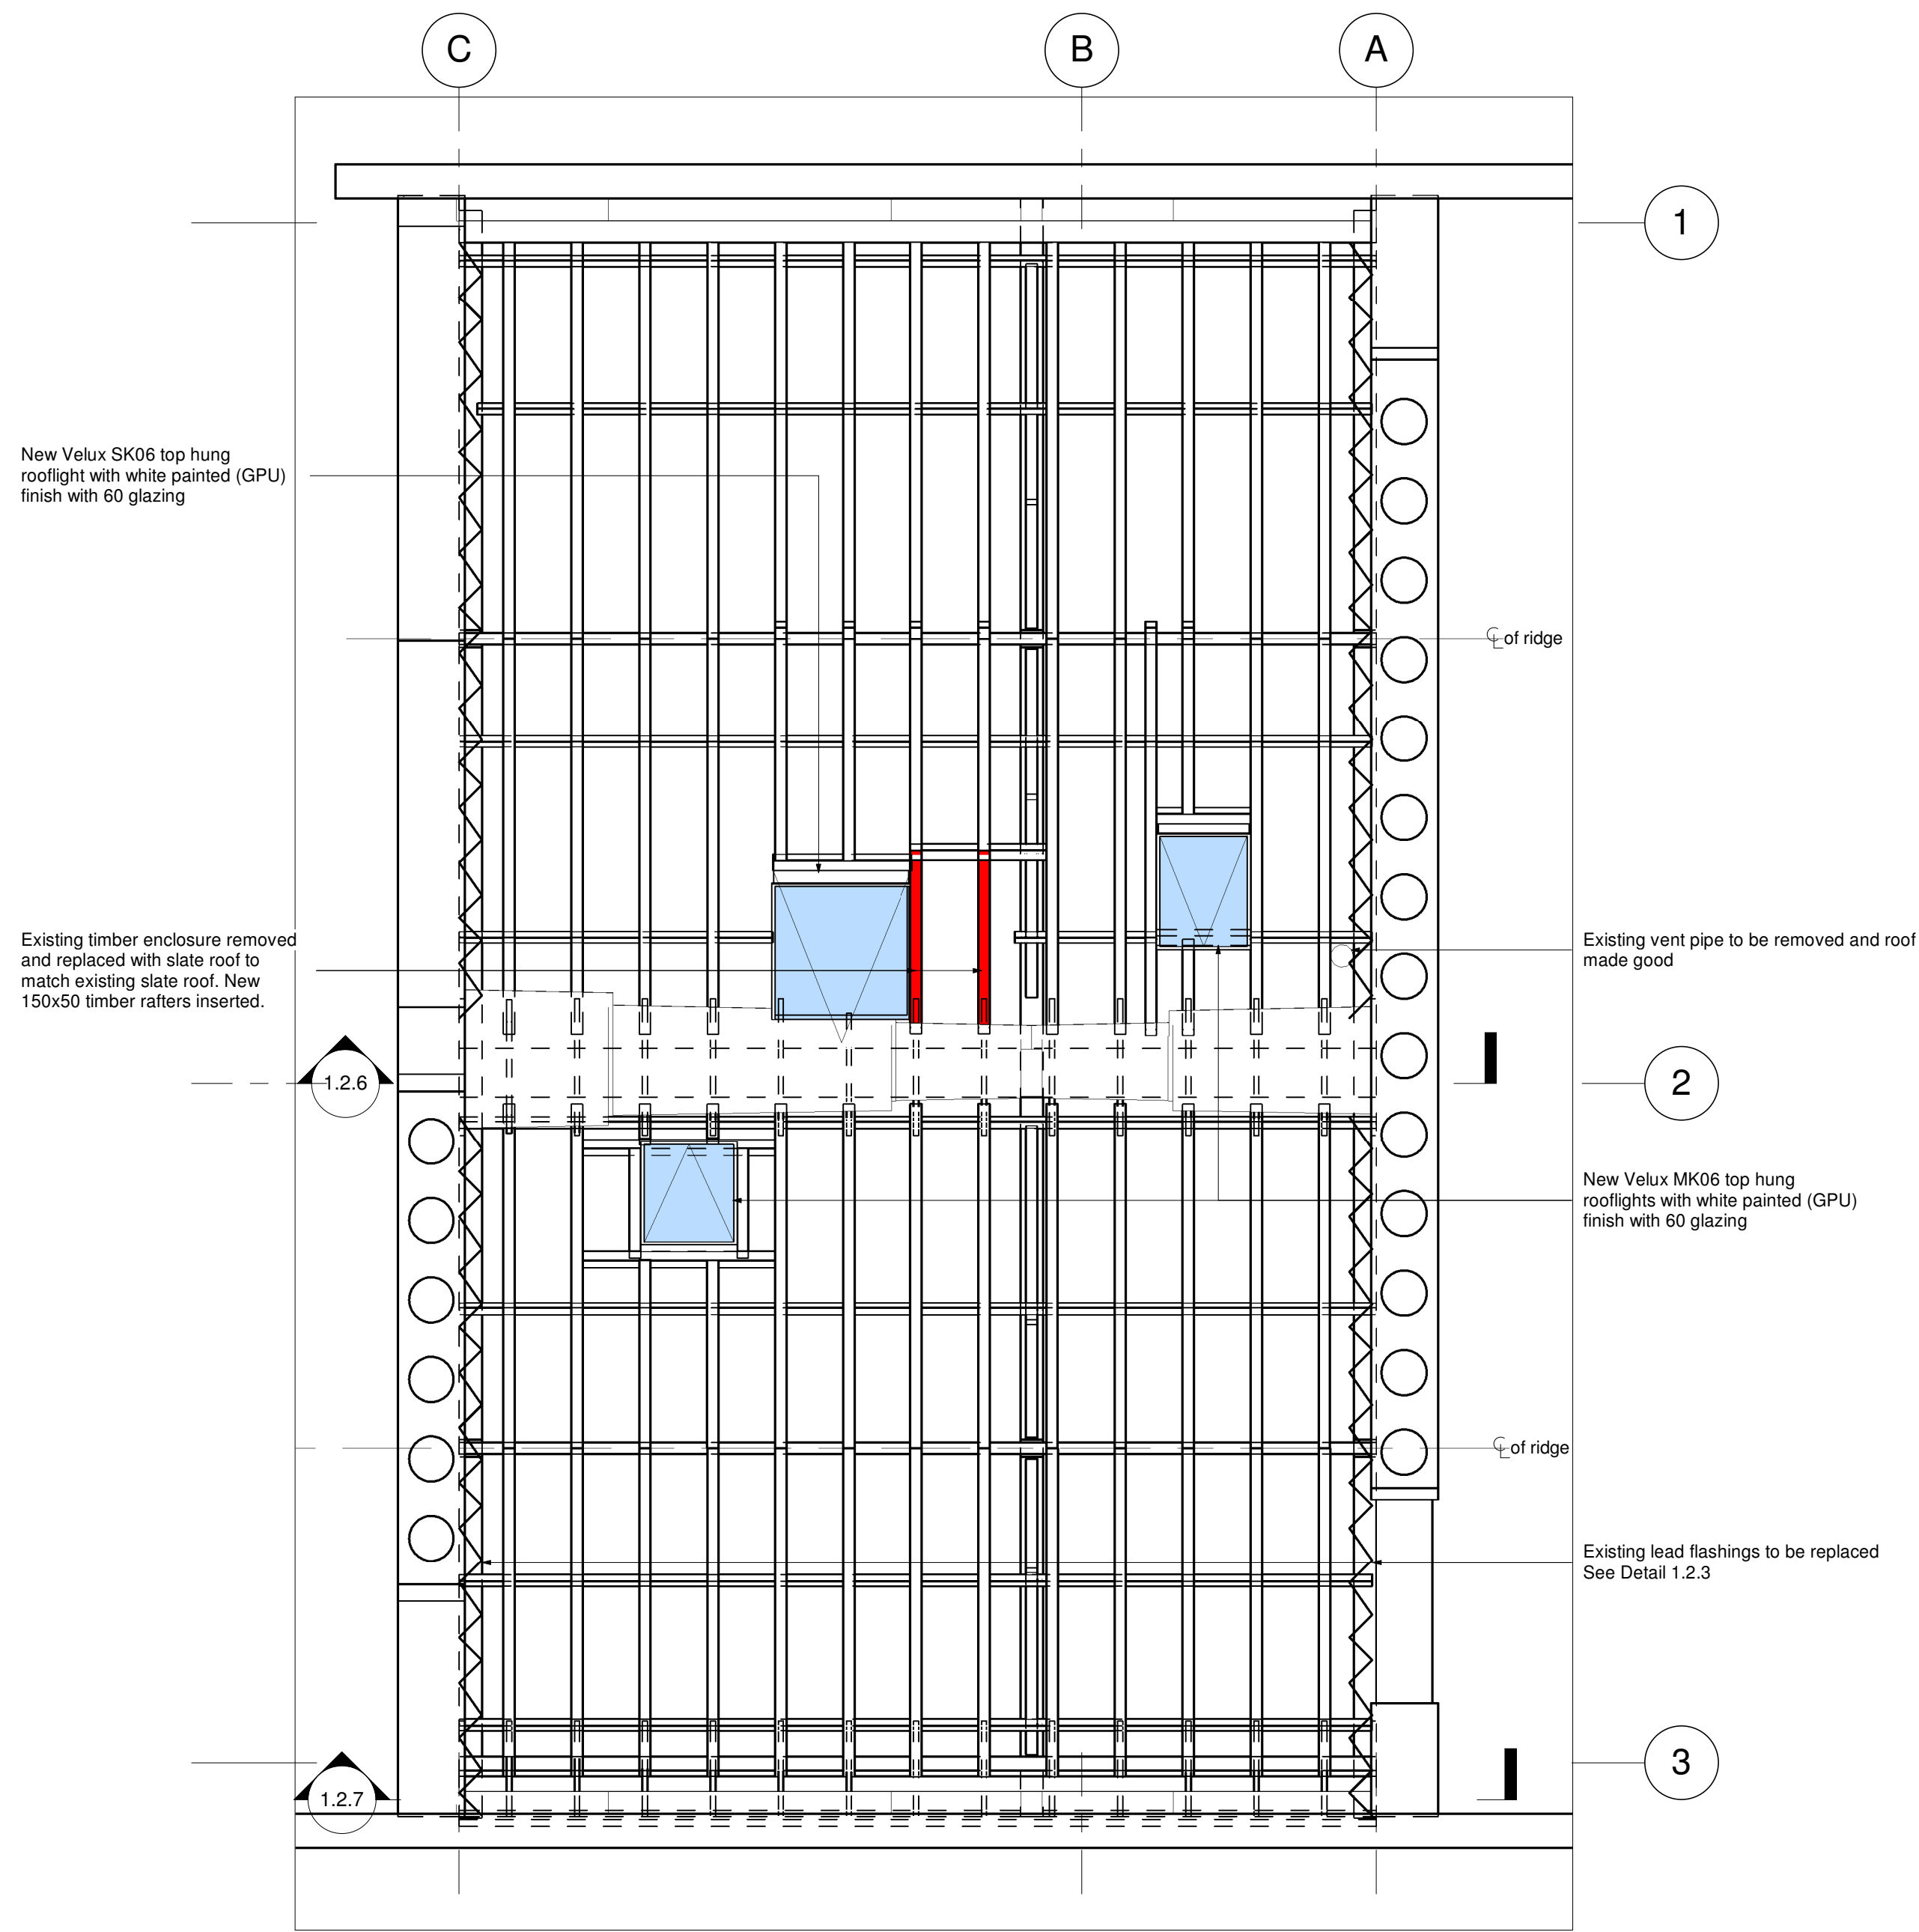 C
B
A
1
New Velux SK06 top hung
rooflight with white painted (GPU)
finish with 60 glazing
℄ of ridge
Existing timber enclosure removed
and replaced with slate roof to
match existing slate roof. New
150x50 timber rafters inserted.
Existing vent pipe to be removed and roof
made good
1.2.6
2
New Velux MK06 top hung
rooflights with white painted (GPU)
finish with 60 glazing
℄ of ridge
Existing lead flashings to be replaced
See Detail 1.2.3
3
1.2.7